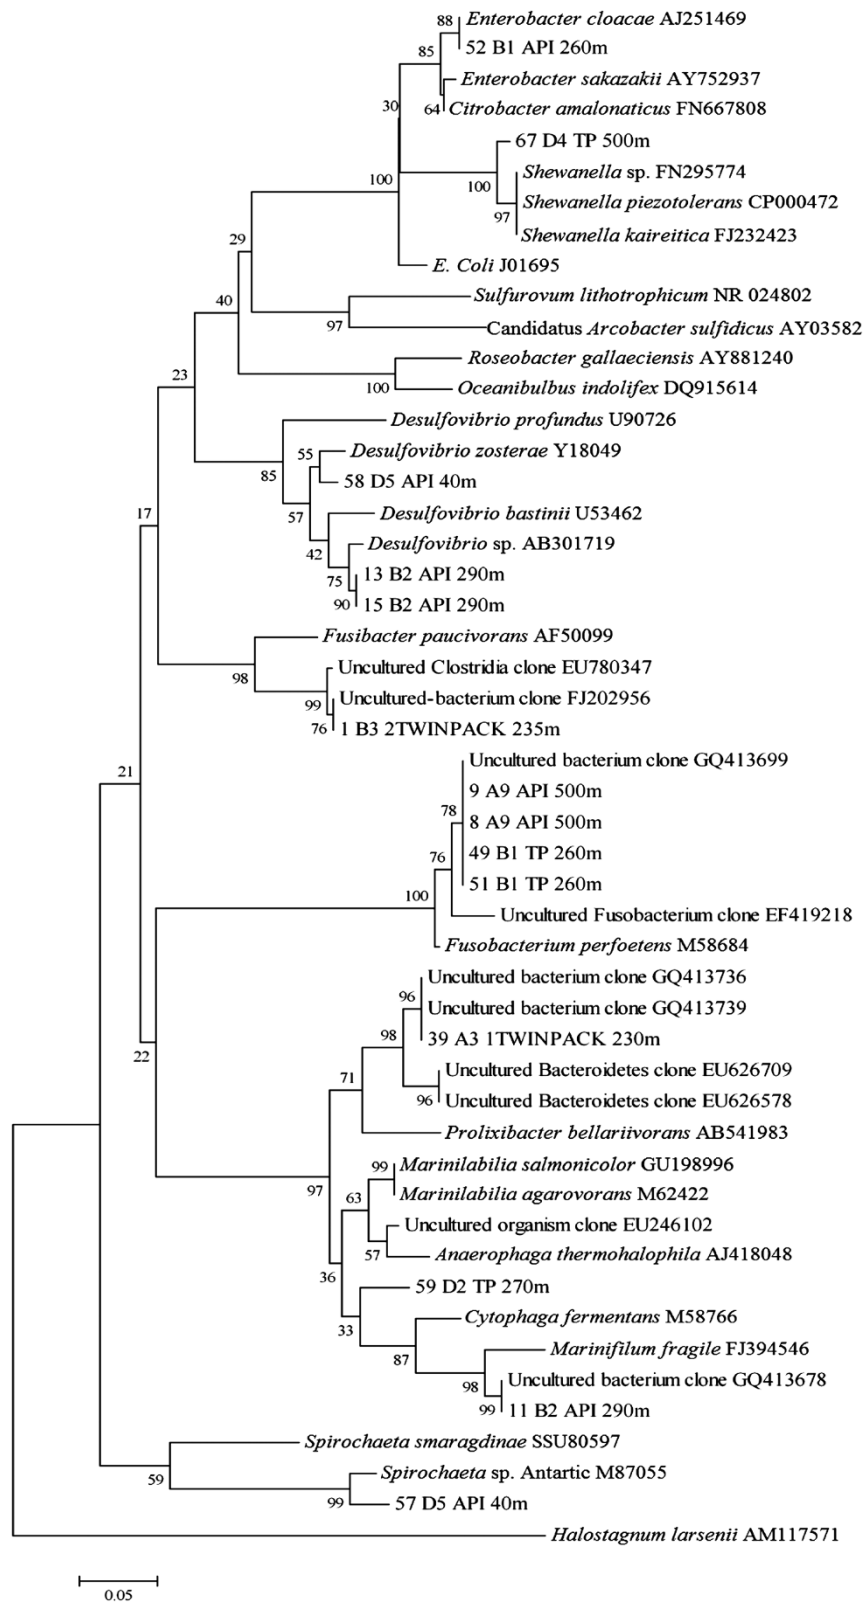 88
Enterobacter cloacae AJ251469
52 B1 API 260m
85
Enterobacter sakazakii AY752937
64
Citrobacter amalonaticus FN667808
30
67 D4 TP 500m
Shewanella sp. FN295774
100
100
Shewanella piezotolerans CP000472
97
Shewanella kaireitica FJ232423
29
E. Coli J01695
Sulfurovum lithotrophicum NR 024802
40
97
Candidatus Arcobacter sulfidicus AY03582
Roseobacter gallaeciensis AY881240
23
100
Oceanibulbus indolifex DQ915614
Desulfovibrio profundus U90726
55
Desulfovibrio zosterae Y18049
85
58 D5 API 40m
17
57
Desulfovibrio bastinii U53462
42
Desulfovibrio sp. AB301719
75
13 B2 API 290m
90
15 B2 API 290m
Fusibacter paucivorans AF50099
98
Uncultured Clostridia clone EU780347
99
Uncultured-bacterium clone FJ202956
76
1 B3 2TWINPACK 235m
21
Uncultured bacterium clone GQ413699
9 A9 API 500m
78
8 A9 API 500m
49 B1 TP 260m
76
51 B1 TP 260m
100
Uncultured Fusobacterium clone EF419218
Fusobacterium perfoetens M58684
Uncultured bacterium clone GQ413736
96
Uncultured bacterium clone GQ413739
98
39 A3 1TWINPACK 230m
22
71
Uncultured Bacteroidetes clone EU626709
96
Uncultured Bacteroidetes clone EU626578
Prolixibacter bellariivorans AB541983
99
Marinilabilia salmonicolor GU198996
97
63
Marinilabilia agarovorans M62422
Uncultured organism clone EU246102
57
Anaerophaga thermohalophila AJ418048
36
59 D2 TP 270m
33
Cytophaga fermentans M58766
87
Marinifilum fragile FJ394546
98
Uncultured bacterium clone GQ413678
99
11 B2 API 290m
Spirochaeta smaragdinae SSU80597
59
Spirochaeta sp. Antartic M87055
99
57 D5 API 40m
Halostagnum larsenii AM117571
0.05